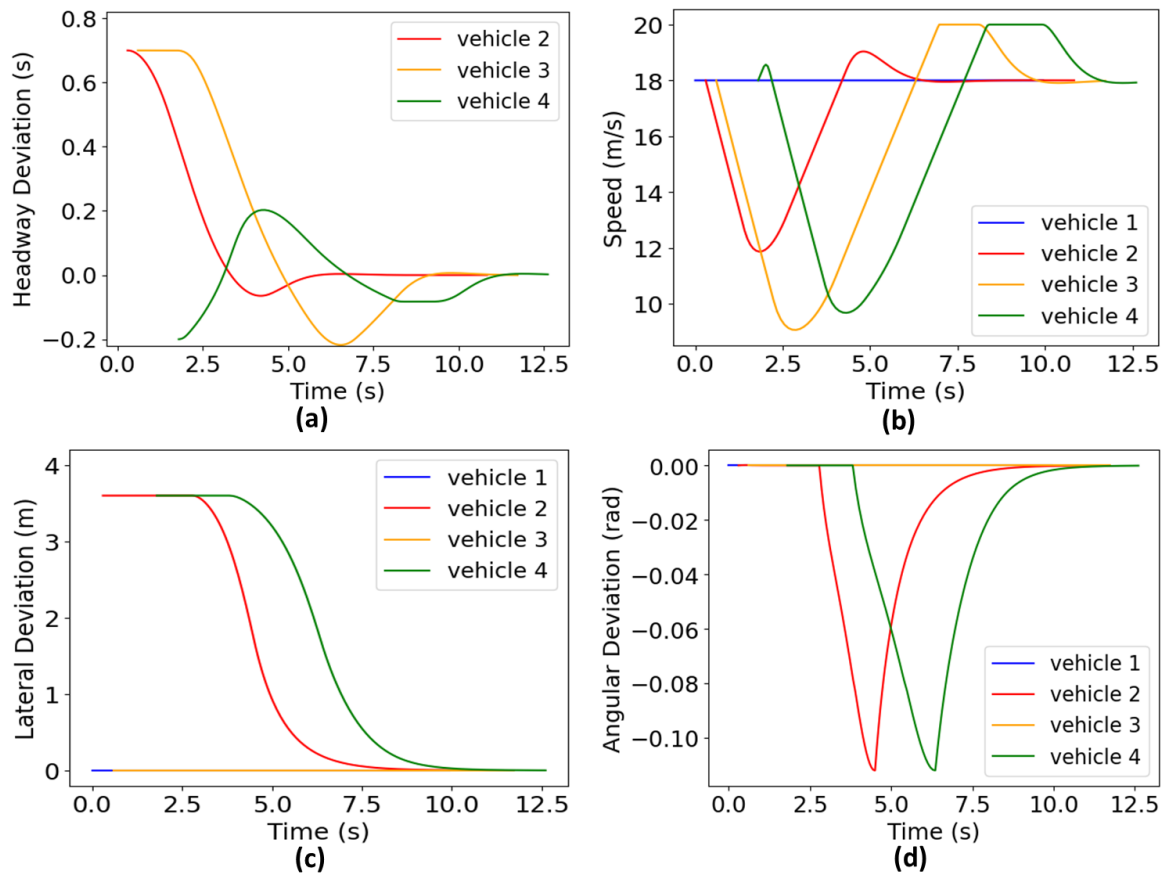 Headway Deviation (s)
0.8
0.6
0.4
0.2
0.0
−0.2
vehicle 2
vehicle 3
vehicle 4
0.0 2.5 5.0 7.5 10.0 12.5
Time (s)
(a)
Speed (m/s)
20
18
16
14
12
10
vehicle 1
vehicle 2
vehicle 3
vehicle 4
0.0 2.5 5.0 7.5 10.0 12.5
Time (s)
(b)
Lateral Deviation (m)
4
3
2
1
0
vehicle 1
vehicle 2
vehicle 3
vehicle 4
0.0 2.5 5.0 7.5 10.0 12.5
Time (s)
(c)
Angular Deviation (rad)
0.00
−0.02
−0.04
−0.06
−0.08
−0.10
vehicle 1
vehicle 2
vehicle 3
vehicle 4
0.0 2.5 5.0 7.5 10.0 12.5
Time (s)
(d)